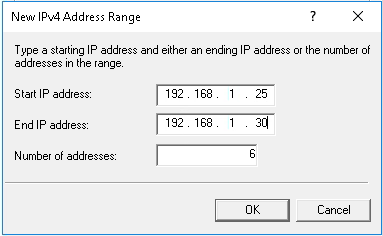 New IPv4 Address Range
?
Type a starting IP address and either an ending IP address or the number of
addresses in the range.
Start IP address: 192 . 168 . 1 . 25
End IP address: 192 . 168 . 1 . 30
Number of addresses: 6
OK Cancel